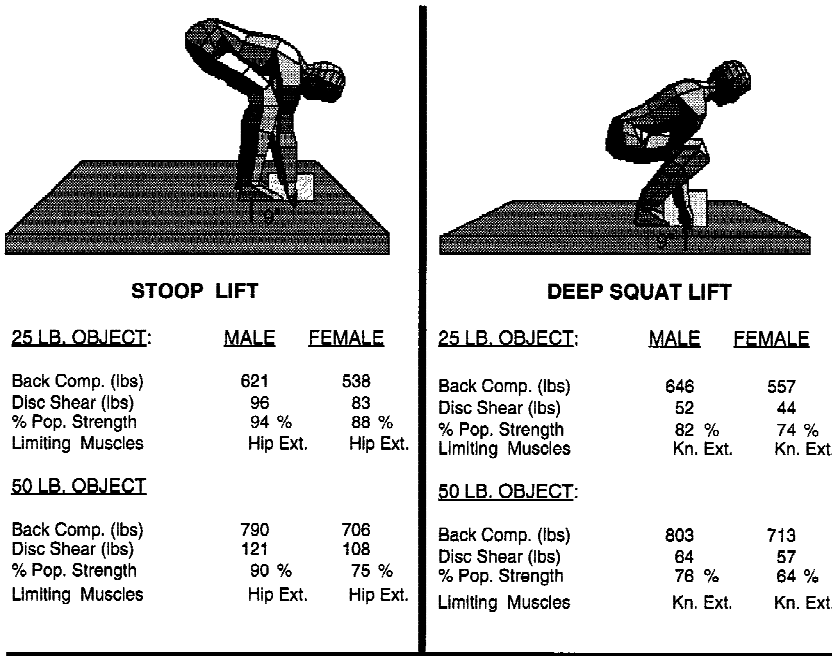 9"
STOOP LIFT
25 LB. OBJECT: MALE FEMALE
Back Comp. (lbs) 621 538
Disc Shear (lbs) 96 83
% Pop. Strength 94 % 88 %
Limiting Muscles Hip Ext. Hip Ext.
50 LB. OBJECT
Back Comp. (lbs) 790 706
Disc Shear (lbs) 121 108
% Pop. Strength 90 % 75 %
Limiting Muscles Hip Ext. Hip Ext.
9"
DEEP SQUAT LIFT
25 LB. OBJECT: MALE FEMALE
Back Comp. (lbs) 646 557
Disc Shear (lbs) 52 44
% Pop. Strength 82 % 74 %
Limiting Muscles Kn. Ext. Kn. Ext.
50 LB. OBJECT:
Back Comp. (lbs) 803 713
Disc Shear (lbs) 64 57
% Pop. Strength 76 % 64 %
Limiting Muscles Kn. Ext. Kn. Ext.